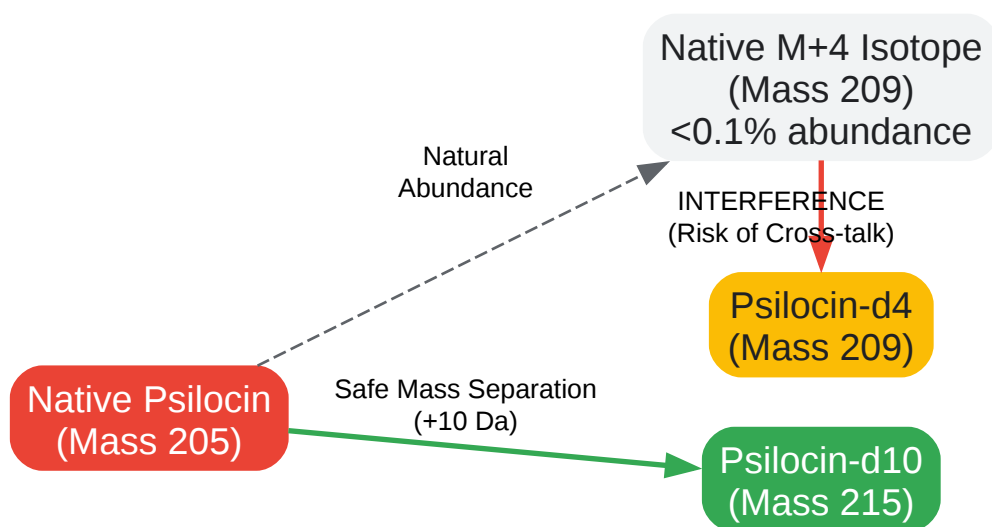 Native M+4 Isotope
(Mass 209)
<0.1% abundance
Natural
Abundance
INTERFERENCE
(Risk of Cross-talk)
Psilocin-d4
(Mass 209)
Native Psilocin
(Mass 205)
Safe Mass Separation
(+10 Da)
Psilocin-d10
(Mass 215)